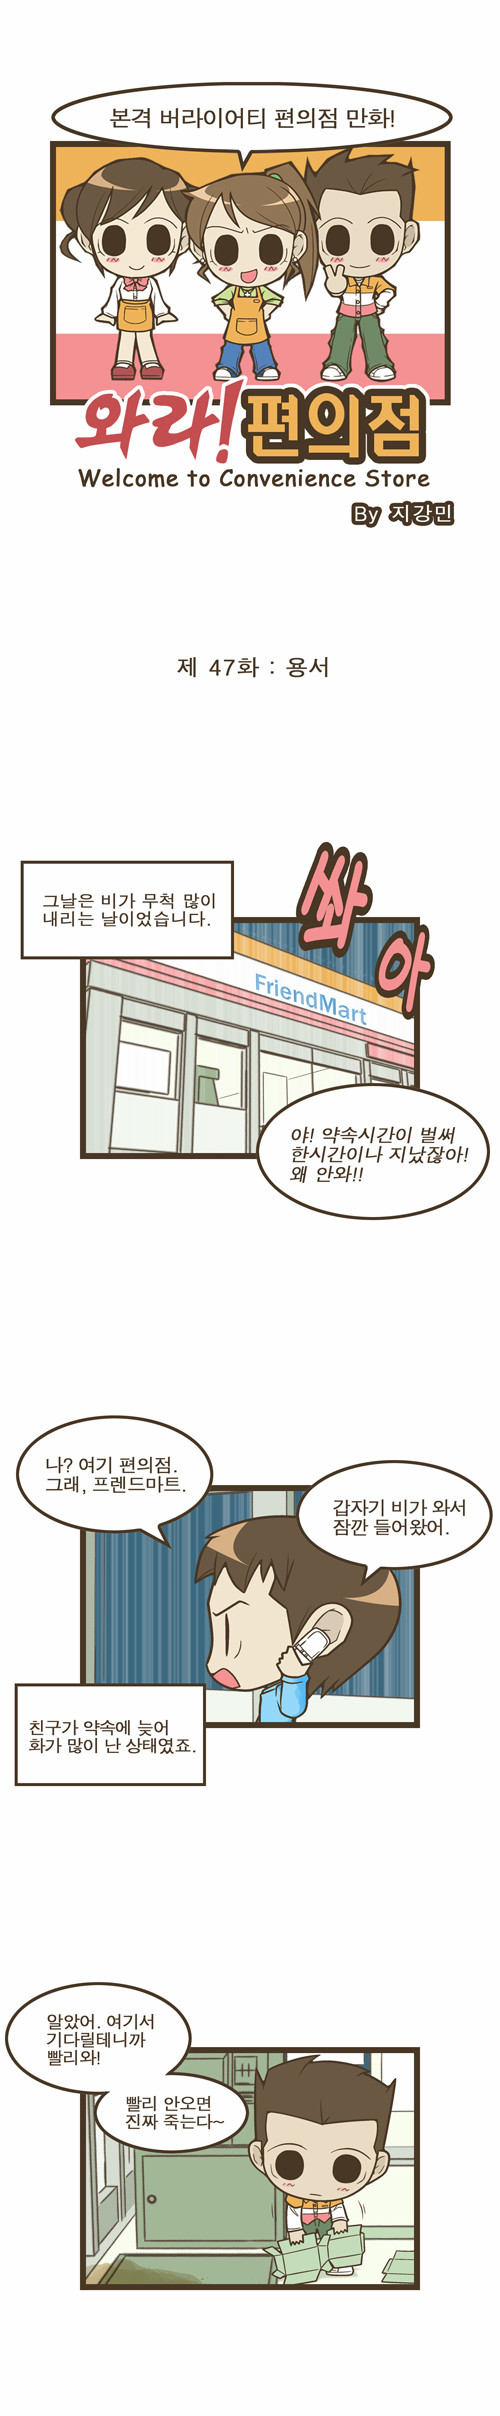 본격 버라이어티 편의점 만화!
와라! 편의점
Welcome to Convenience Store
By 지강민
제 47화 : 용서
쏴아
그날은 비가 무척 많이
내리는 날이었습니다.
FriendMart
야! 약속시간이 벌써
한시간이나 지났잖아!
왜 안와!!
나? 여기 편의점.
그래, 프렌드마트.
갑자기 비가 와서
잠깐 들어왔어.
친구가 약속에 늦어
화가 많이 난 상태였죠.
알았어. 여기서
기다릴테니까
빨리와!
빨리 안오면
진짜 죽는다~